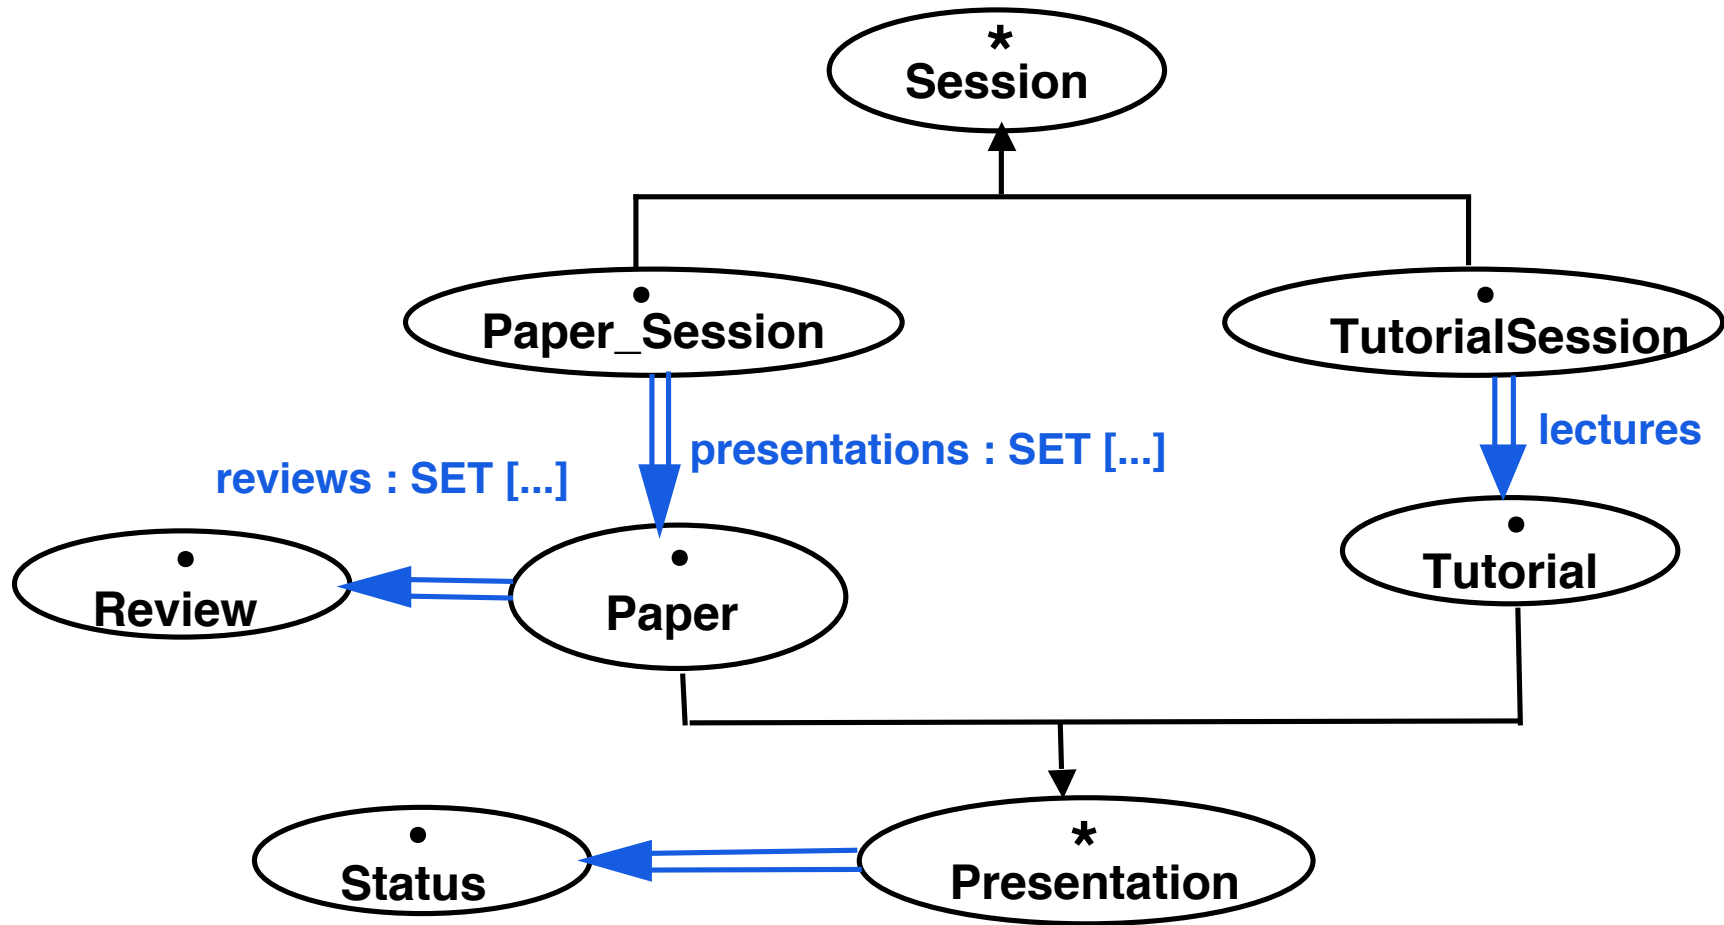 *
Session
•
Paper_Session
•
TutorialSession
presentations : SET [...]
lectures
reviews : SET [...]
•
Review
•
Paper
•
Tutorial
•
Status
*
Presentation